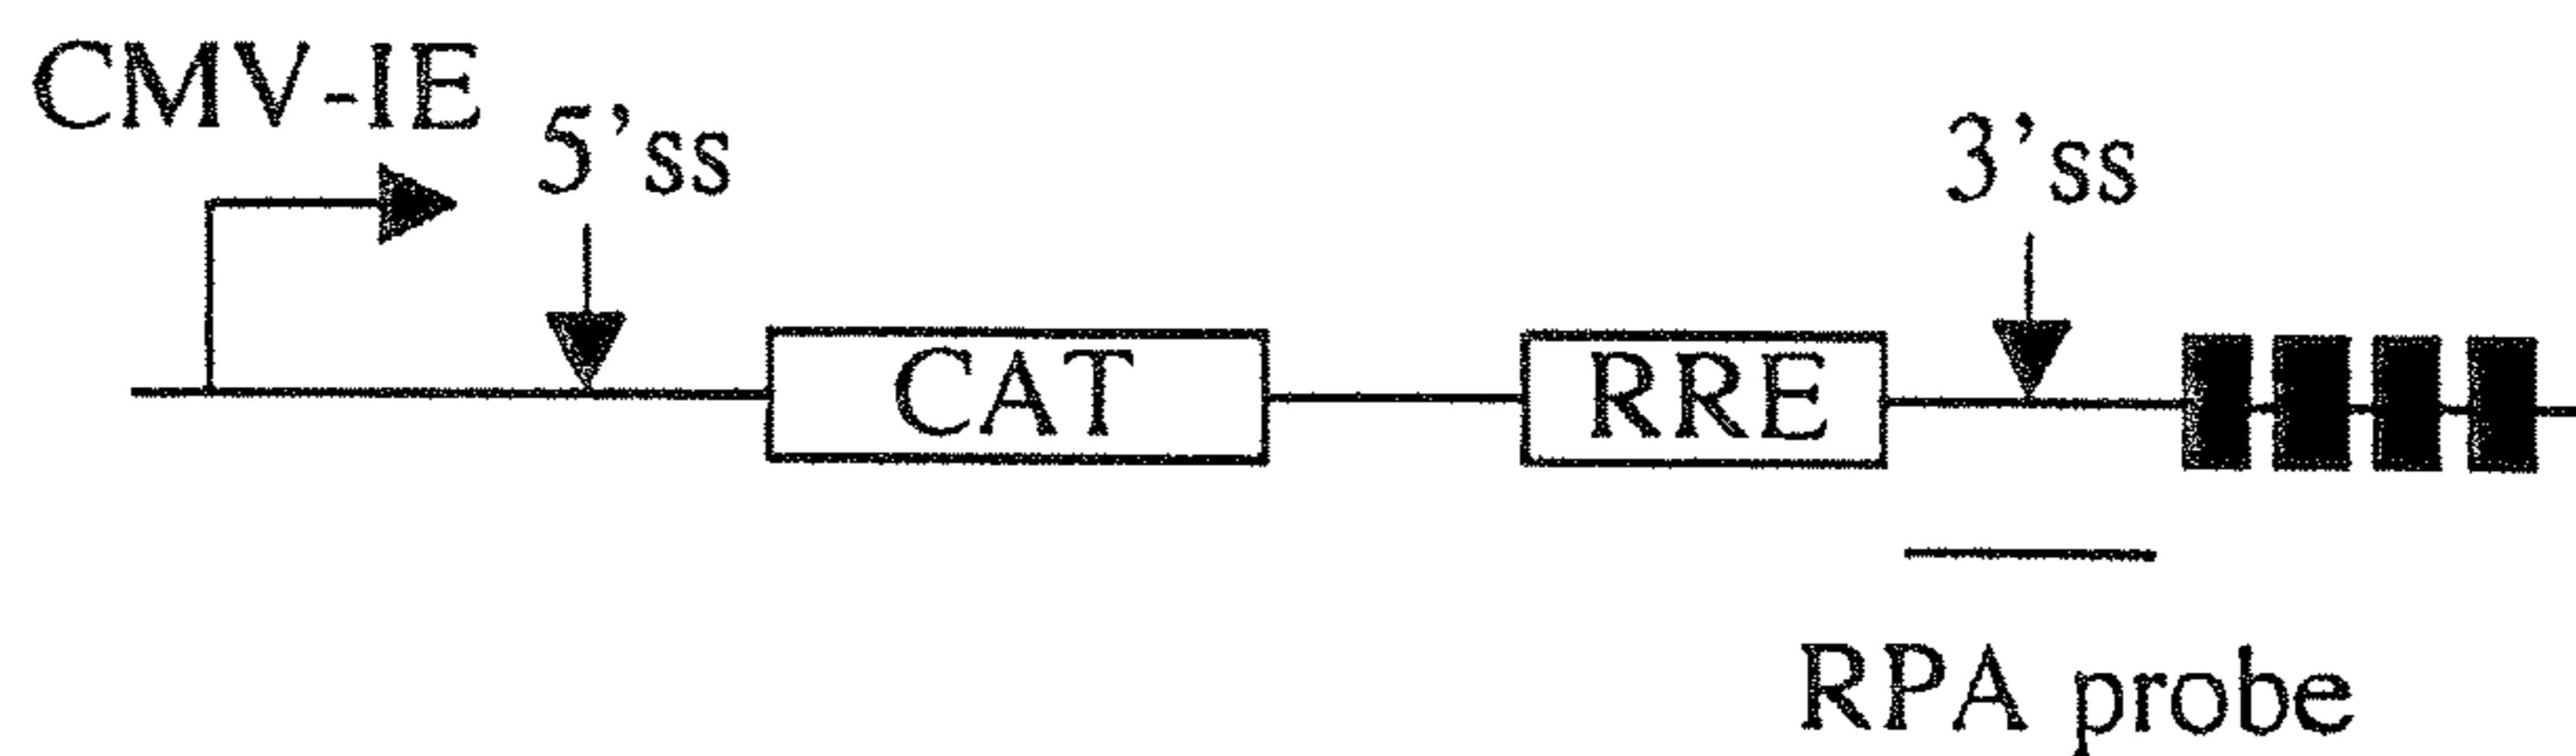 CMV-IE
5'ss
3'ss
CAT
RRE
RPA probe